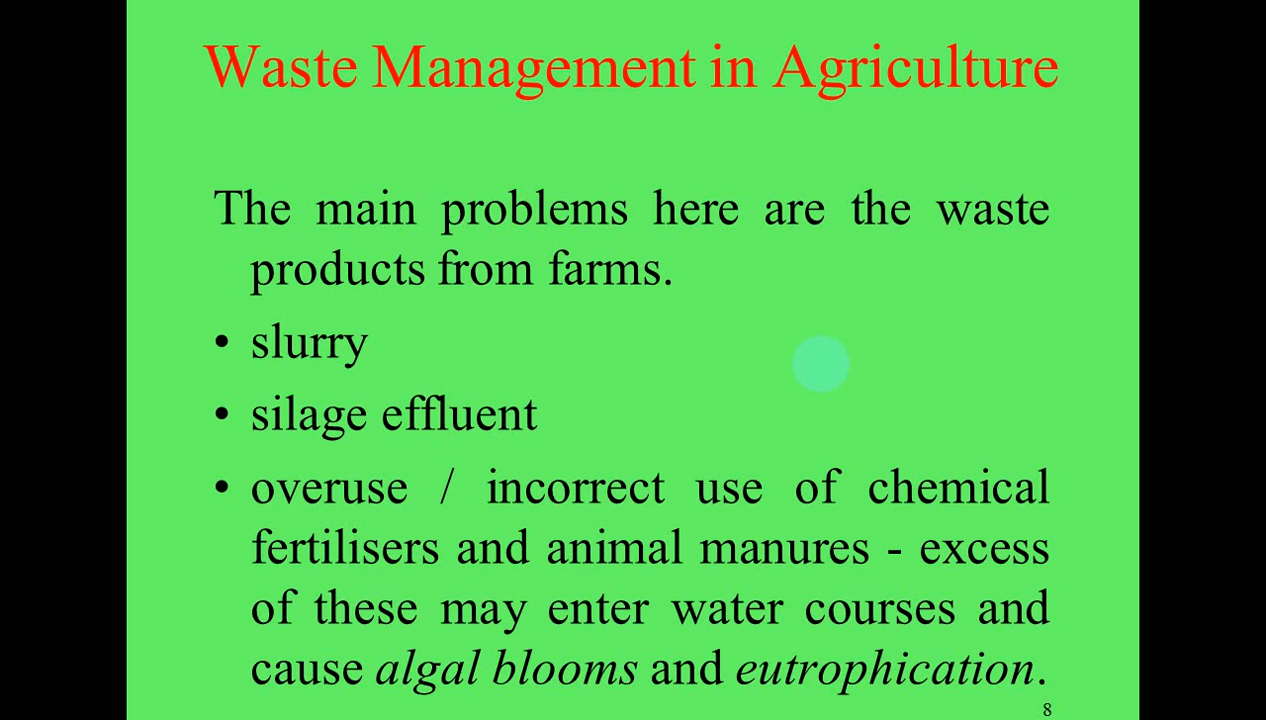 Waste Management in Agriculture
The main problems here are the waste
products from farms.
• slurry
• silage effluent
• overuse / incorrect use of chemical
fertilisers and animal manures - excess
of these may enter water courses and
cause algal blooms and eutrophication.
8